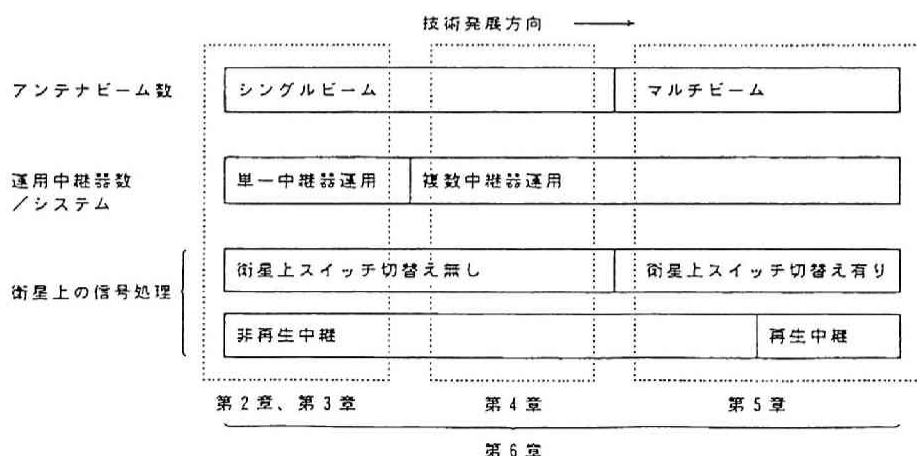 技術発展方向
アンテナビーム数
シングルビーム
マルチビーム
運用中継器数
／システム
単一中継器運用
複数中継器運用
衛星上の信号処理
衛星上スイッチ切替え無し
衛星上スイッチ切替え有り
非再生中継
再生中継
第2章、第3章
第4章
第5章
第6章